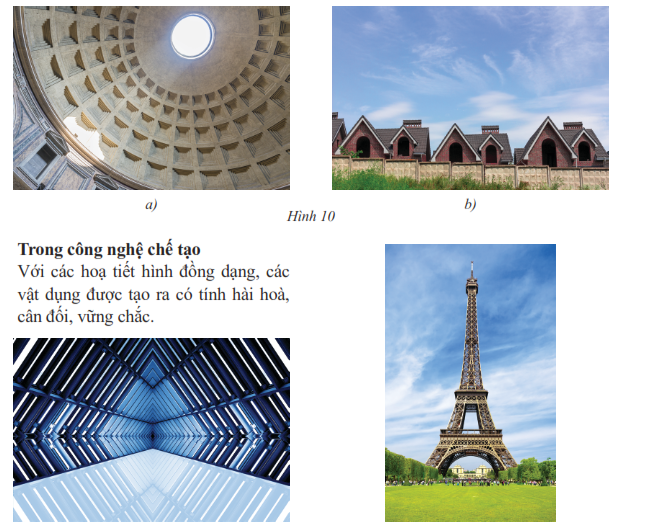 a)
b)
Hình 10
Trong công nghệ chế tạo
Với các hoạ tiết hình đồng dạng, các
vật dụng được tạo ra có tính hài hoà,
cân đối, vững chắc.